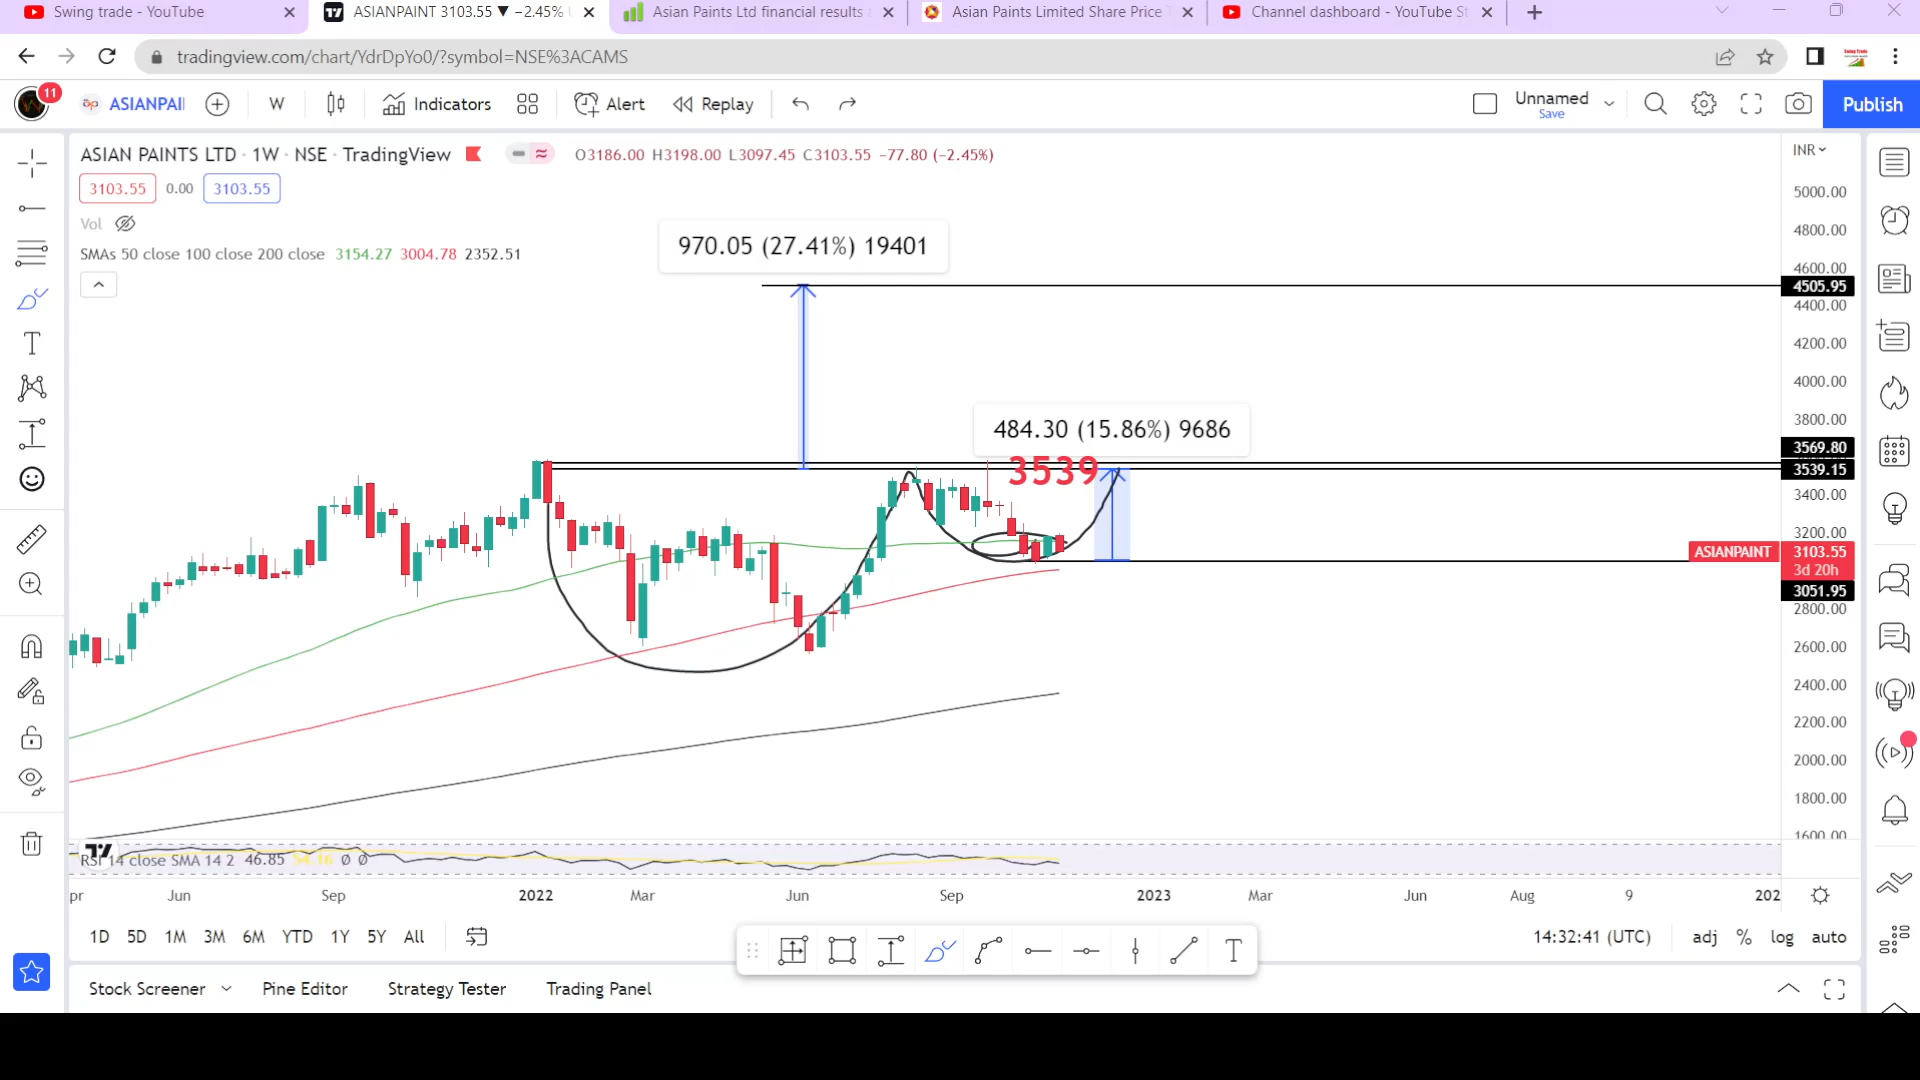 Swing trade - YouTube
ASIANPAINT 3103.55 ▼ −2.45%
Asian Paints Ltd financial results
Asian Paints Limited Share Price
Channel dashboard - YouTube St
tradingview.com/chart/YdrDpYo0/?symbol=NSE%3ACAMS
11
ASIANPAI
W
Indicators
Alert
Replay
Unnamed
Save
Publish
ASIAN PAINTS LTD · 1W · NSE · TradingView
O3186.00 H3198.00 L3097.45 C3103.55 −77.80 (−2.45%)
INR
3103.55 0.00 3103.55
Vol
SMAs 50 close 100 close 200 close 3154.27 3004.78 2352.51
970.05 (27.41%) 19401
484.30 (15.86%) 9686
3539
5000.00
4800.00
4600.00
4505.95
4400.00
4200.00
4000.00
3800.00
3569.80
3539.15
3400.00
3200.00
ASIANPAINT 3103.55
3d 20h
3051.95
2800.00
2600.00
2400.00
2200.00
2000.00
1800.00
1600.00
RSI 14 close SMA 14 2 46.85 54.16 Ø Ø
pr Jun Sep 2022 Mar Jun Sep 2023 Mar Jun Aug 9 202
1D 5D 1M 3M 6M YTD 1Y 5Y All
14:32:41 (UTC) adj % log auto
T
Stock Screener Pine Editor Strategy Tester Trading Panel